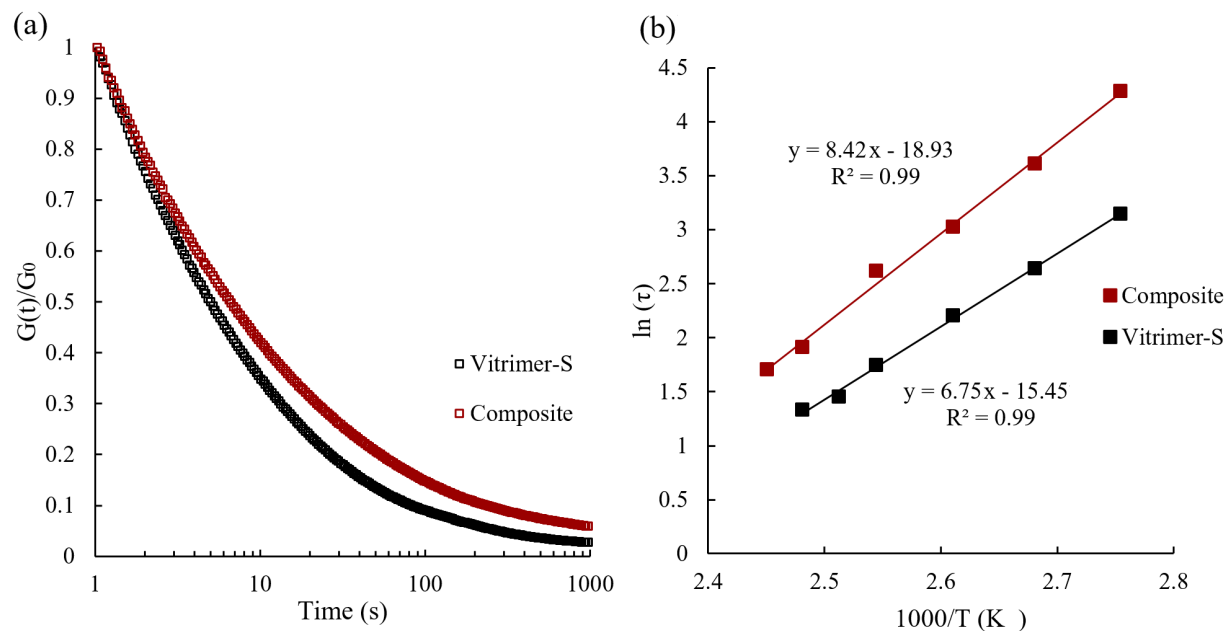 (a)
1
0.9
0.8
0.7
0.6
0.5
0.4
0.3
0.2
0.1
0
G(t)/G₀
Vitrimer-S
Composite
1
10
100
1000
Time (s)
(b)
4.5
4
3.5
3
2.5
2
1.5
1
0.5
0
ln (τ)
y = 8.42x - 18.93
R² = 0.99
Composite
Vitrimer-S
y = 6.75x - 15.45
R² = 0.99
2.4
2.5
2.6
2.7
2.8
1000/T (K )